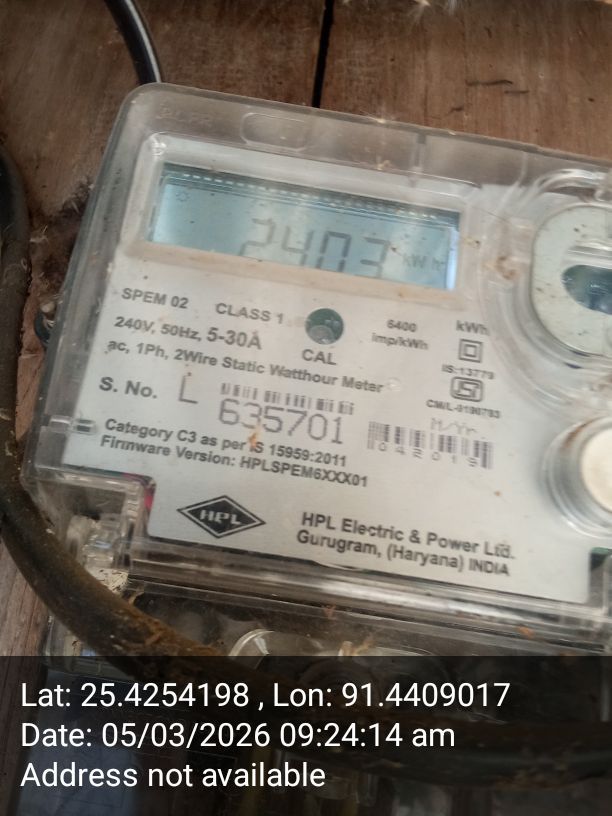 2403 kWh
SPEM 02 CLASS 1 6400 imp/kWh kWh
240V, 50Hz, 5-30A
CAL
ac, 1Ph, 2Wire Static Watthour Meter
IS:13779
CM/L-9190783
S. No. L 635701
M/Yr.
042019
Category C3 as per IS 15959:2011
Firmware Version: HPLSPEM6XXX01
HPL
HPL Electric & Power Ltd.
Gurugram, (Haryana) INDIA
Lat: 25.4254198 , Lon: 91.4409017
Date: 05/03/2026 09:24:14 am
Address not available